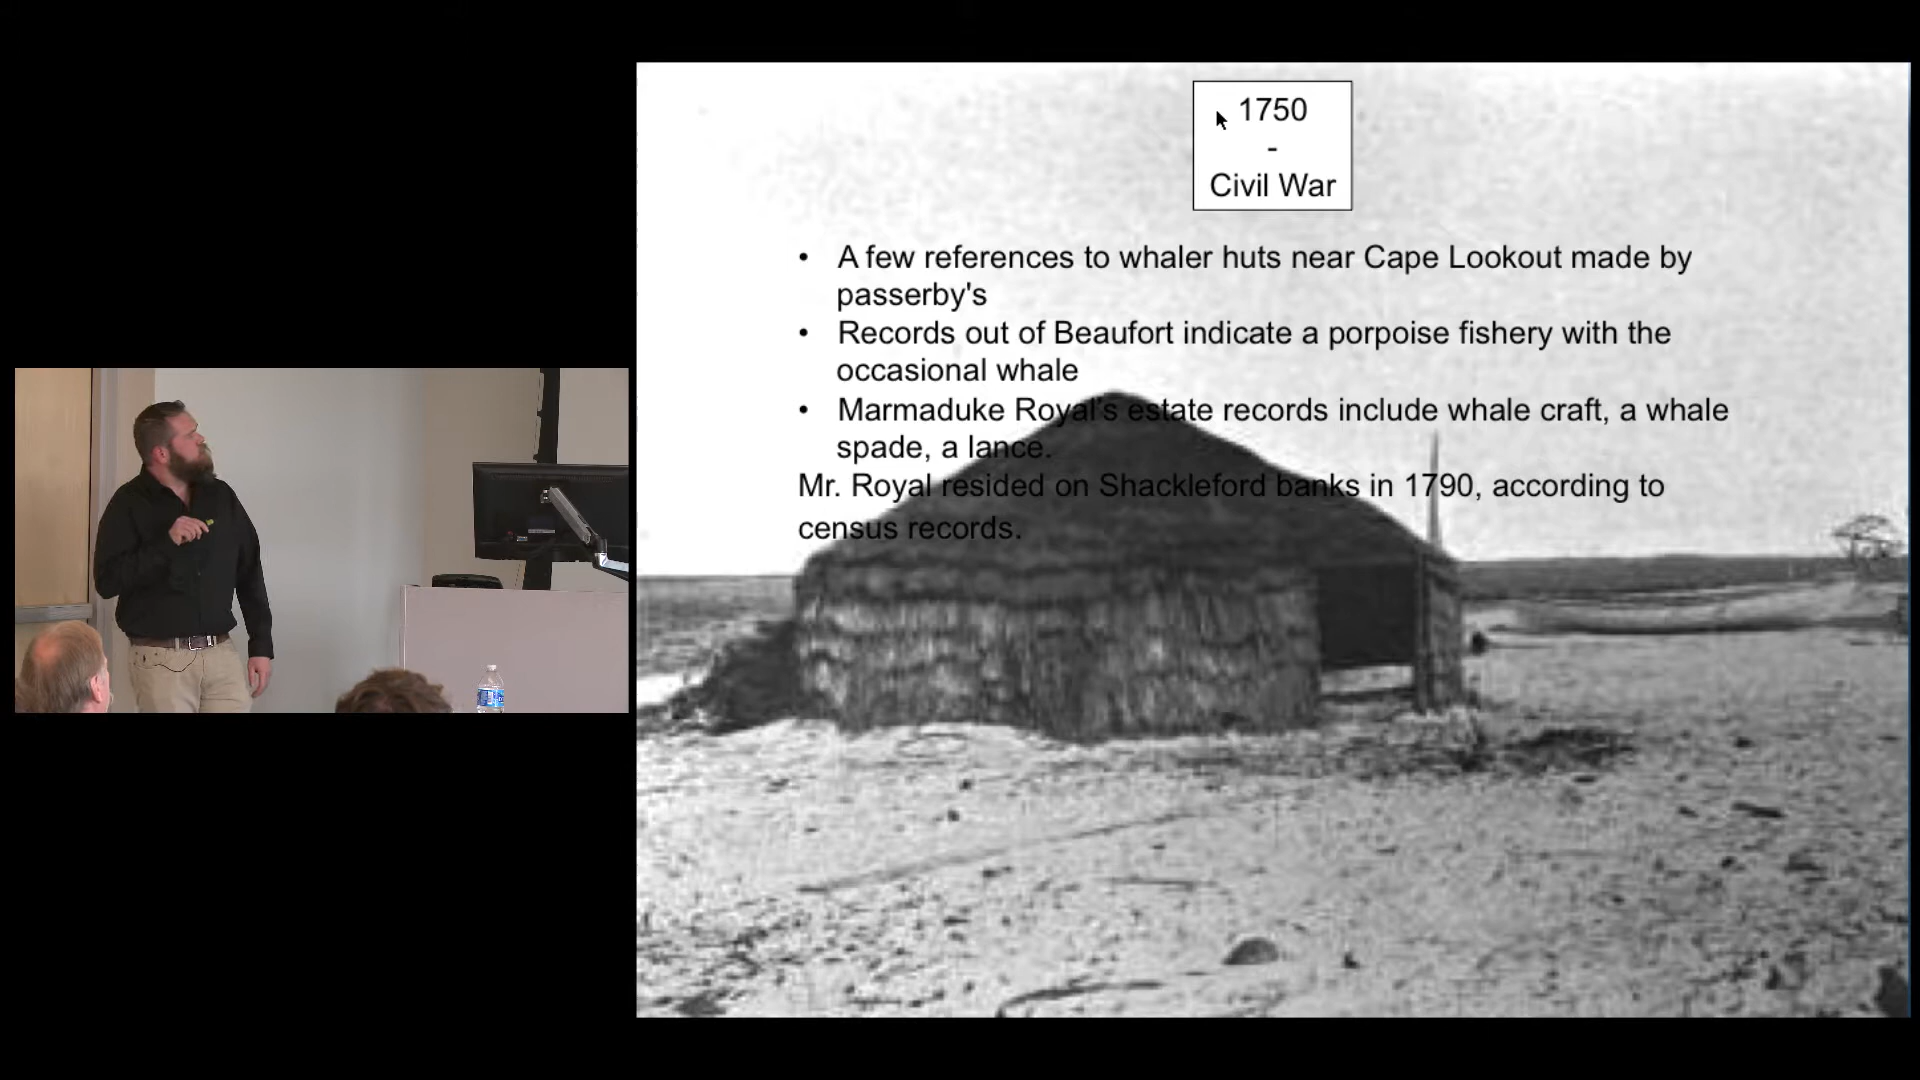 1750
-
Civil War
• A few references to whaler huts near Cape Lookout made by
passerby's
• Records out of Beaufort indicate a porpoise fishery with the
occasional whale
• Marmaduke Royal's estate records include whale craft, a whale
spade, a lance.
Mr. Royal resided on Shackleford banks in 1790, according to
census records.